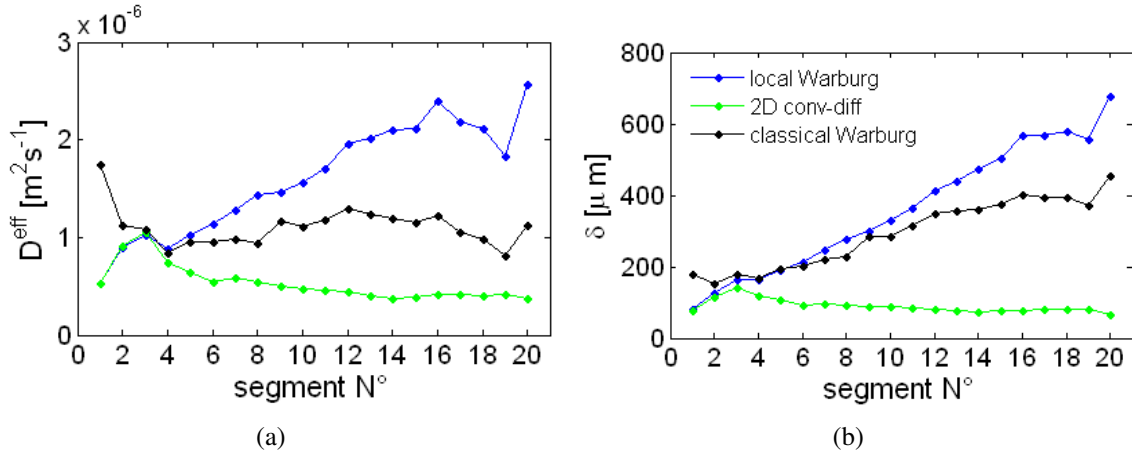 × 10⁻⁶
3
2
1
0
D^eff [m²s⁻¹]
0 2 4 6 8 10 12 14 16 18 20
segment N°
(a)
800
600
400
200
0
δ [μ m]
local Warburg
2D conv-diff
classical Warburg
0 2 4 6 8 10 12 14 16 18 20
segment N°
(b)